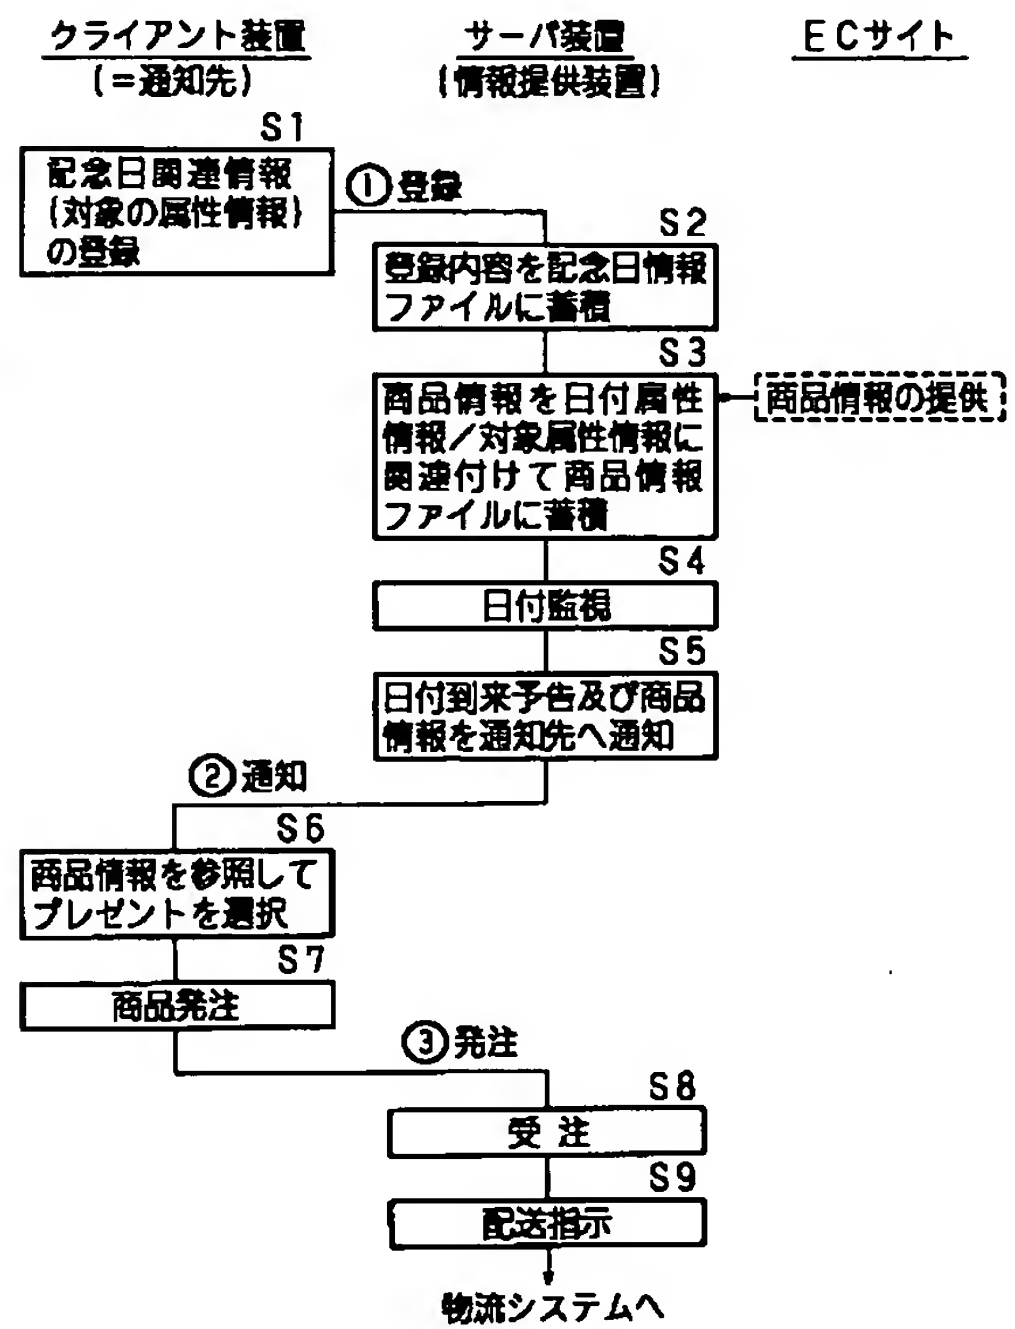 クライアント装置
(=通知先)
サーバ装置
(情報提供装置)
ECサイト
S1
記念日関連情報
(対象の属性情報)
の登録
①登録
S2
登録内容を記念日情報
ファイルに蓄積
S3
商品情報を日付属性
情報/対象属性情報に
関連付けて商品情報
ファイルに蓄積
商品情報の提供
S4
日付監視
S5
日付到来予告及び商品
情報を通知先へ通知
②通知
S6
商品情報を参照して
プレゼントを選択
S7
商品発注
③発注
S8
受注
S9
配送指示
物流システムへ